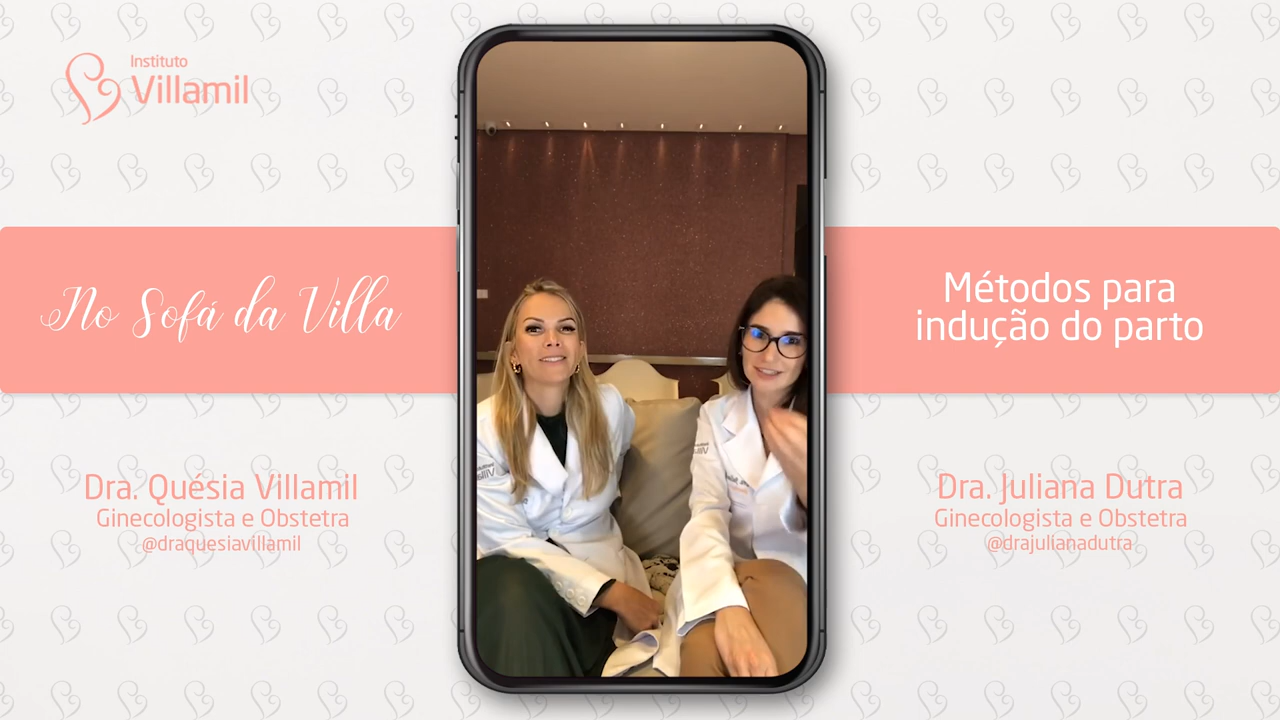 Instituto
Villamil
No Sofá da Villa
Métodos para
indução do parto
Dra. Quésia Villamil
Ginecologista e Obstetra
@draquesiavillamil
Dra. Juliana Dutra
Ginecologista e Obstetra
@drajulianadutra